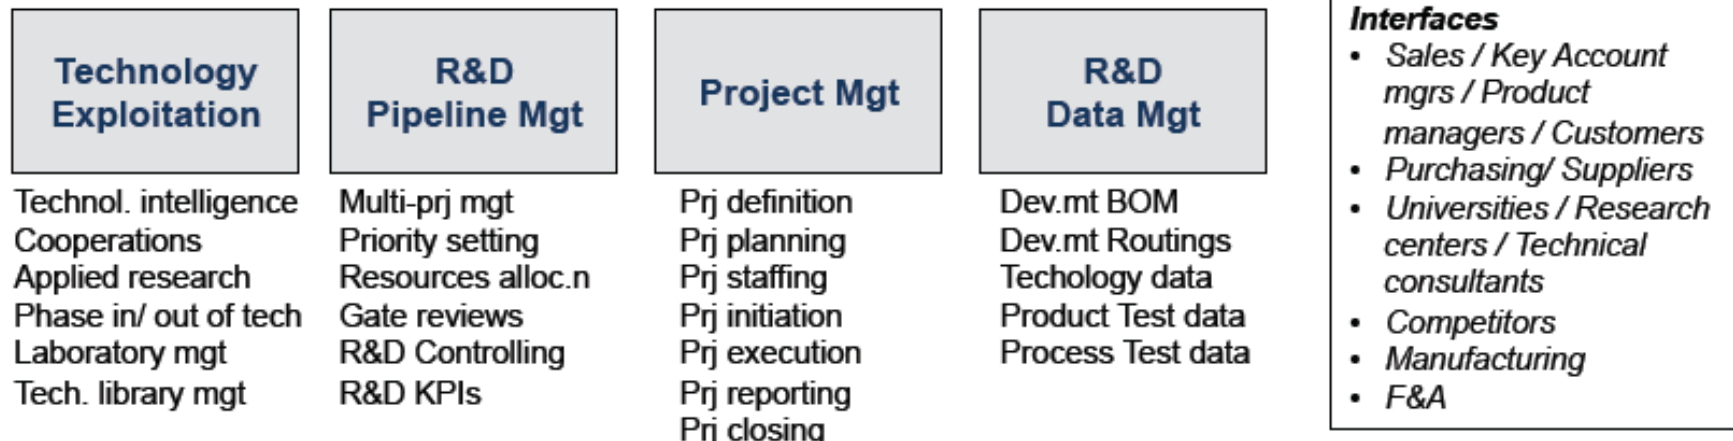 Technology
Exploitation
Technol. intelligence
Cooperations
Applied research
Phase in/ out of tech
Laboratory mgt
Tech. library mgt
R&D
Pipeline Mgt
Multi-prj mgt
Priority setting
Resources alloc.n
Gate reviews
R&D Controlling
R&D KPIs
Project Mgt
Prj definition
Prj planning
Prj staffing
Prj initiation
Prj execution
Prj reporting
Prj closing
R&D
Data Mgt
Dev.mt BOM
Dev.mt Routings
Techology data
Product Test data
Process Test data
Interfaces
• Sales / Key Account
mgrs / Product
managers / Customers
• Purchasing/ Suppliers
• Universities / Research
centers / Technical
consultants
• Competitors
• Manufacturing
• F&A